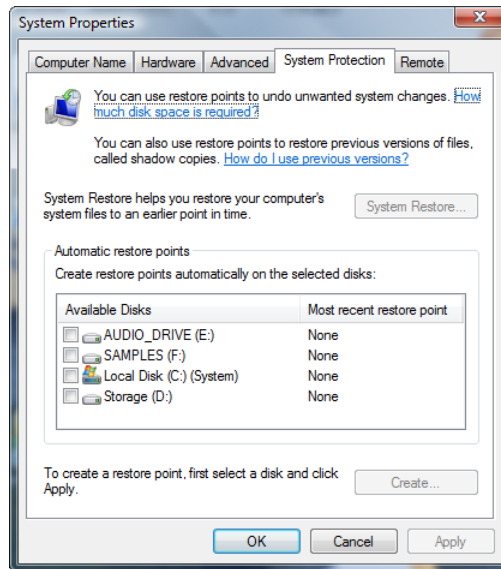 System Properties
Computer Name Hardware Advanced System Protection Remote
You can use restore points to undo unwanted system changes. How
much disk space is required?
You can also use restore points to restore previous versions of files,
called shadow copies. How do I use previous versions?
System Restore helps you restore your computer's
system files to an earlier point in time.
System Restore...
Automatic restore points
Create restore points automatically on the selected disks:
Available Disks Most recent restore point
AUDIO_DRIVE (E:) None
SAMPLES (F:) None
Local Disk (C:) (System) None
Storage (D:) None
To create a restore point, first select a disk and click
Apply.
Create...
OK Cancel Apply